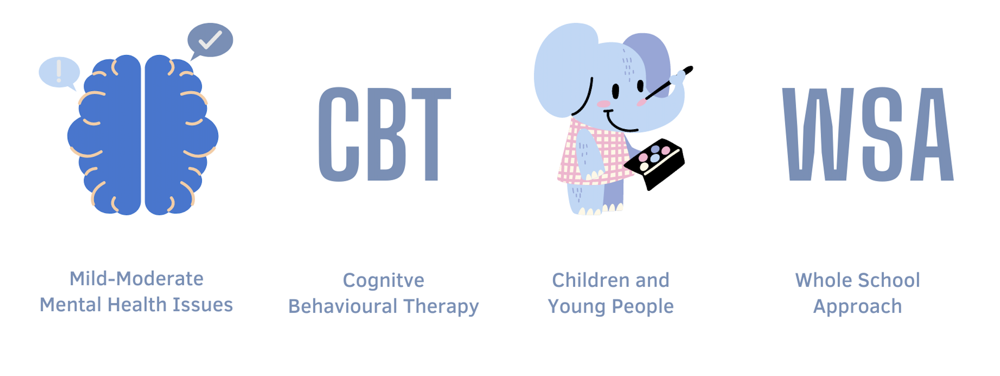 !
CBT
WSA
Mild-Moderate
Mental Health Issues
Cognitve
Behavioural Therapy
Children and
Young People
Whole School
Approach